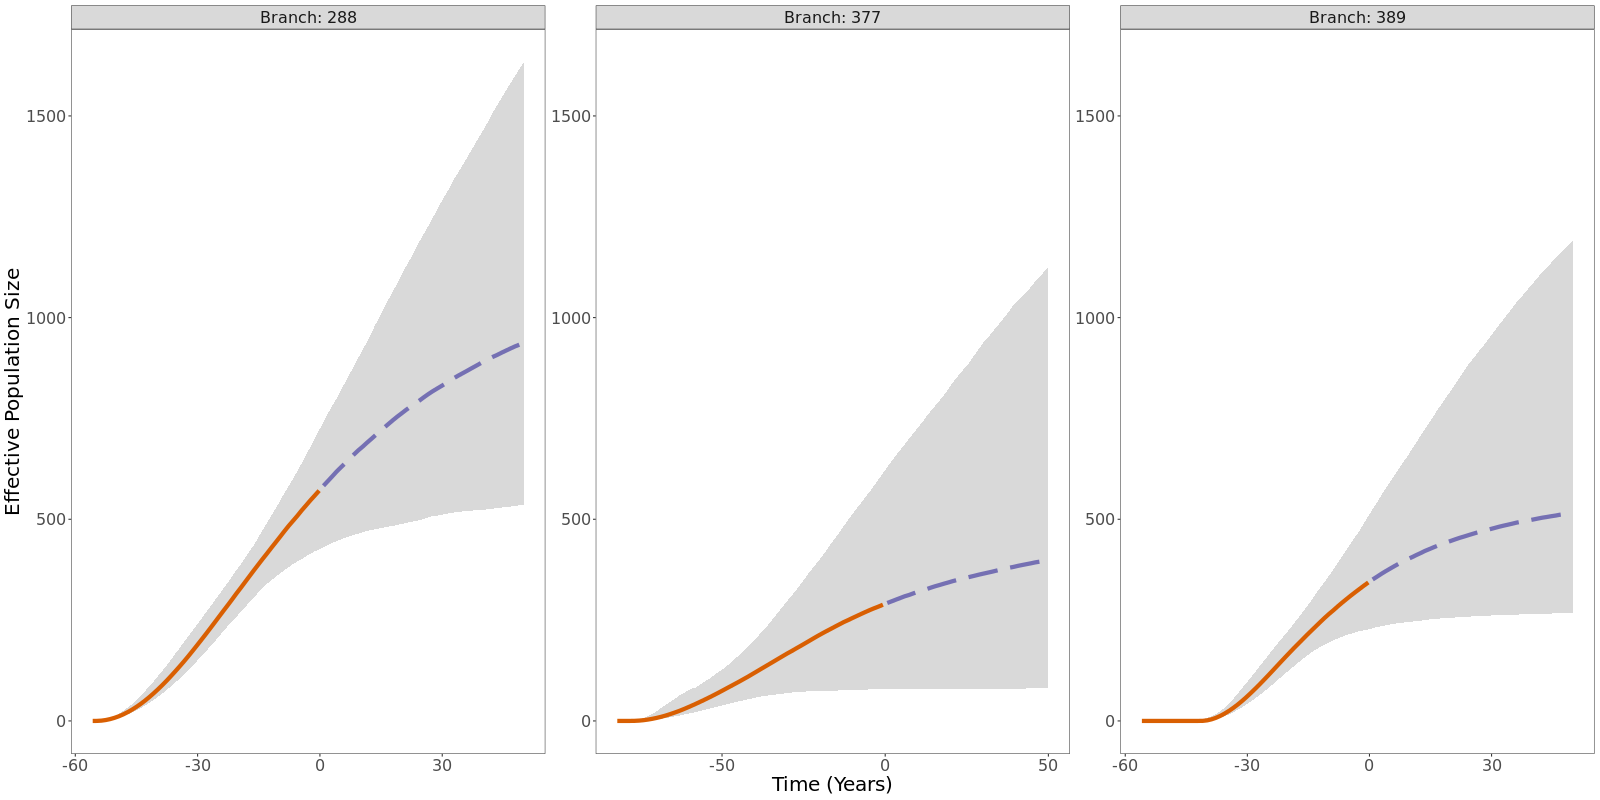 Branch: 288 Branch: 377 Branch: 389
Effective Population Size
1500 1500 1500
1000 1000 1000
500 500 500
0 0 0
-60 -30 0 30 -50 0 50 -60 -30 0 30
Time (Years)